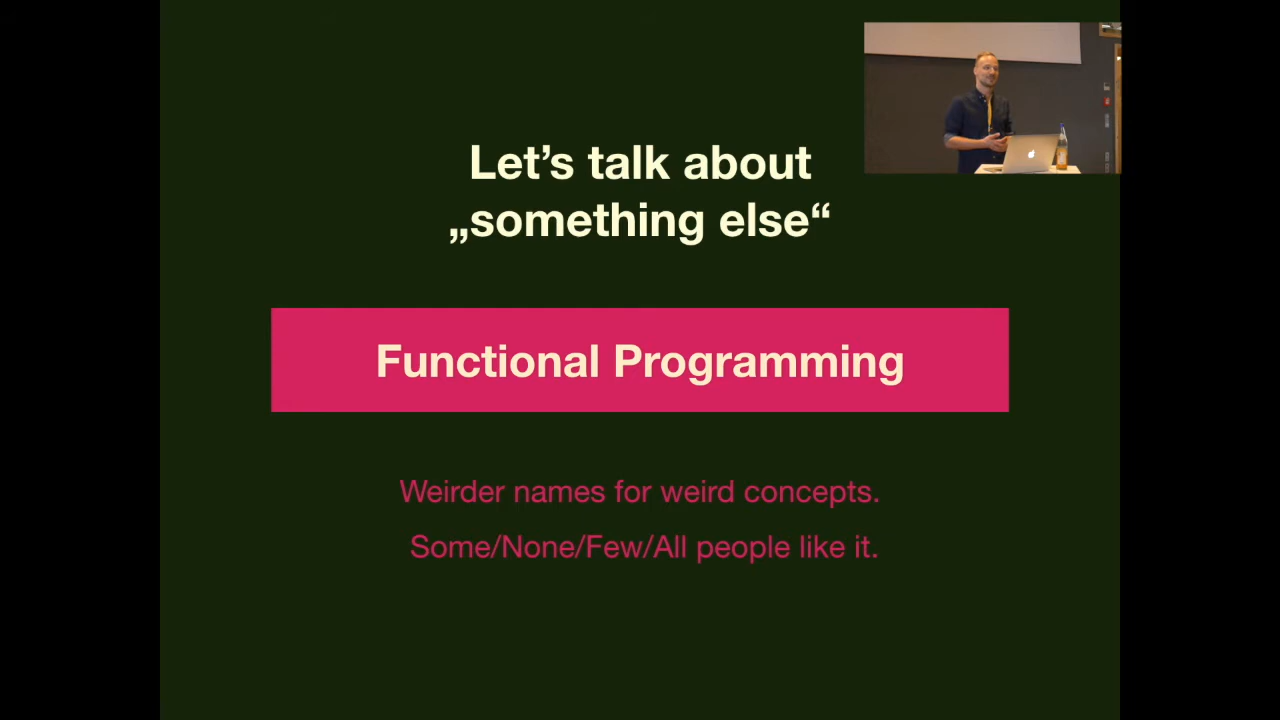 Let’s talk about
„something else“
Functional Programming
Weirder names for weird concepts.
Some/None/Few/All people like it.